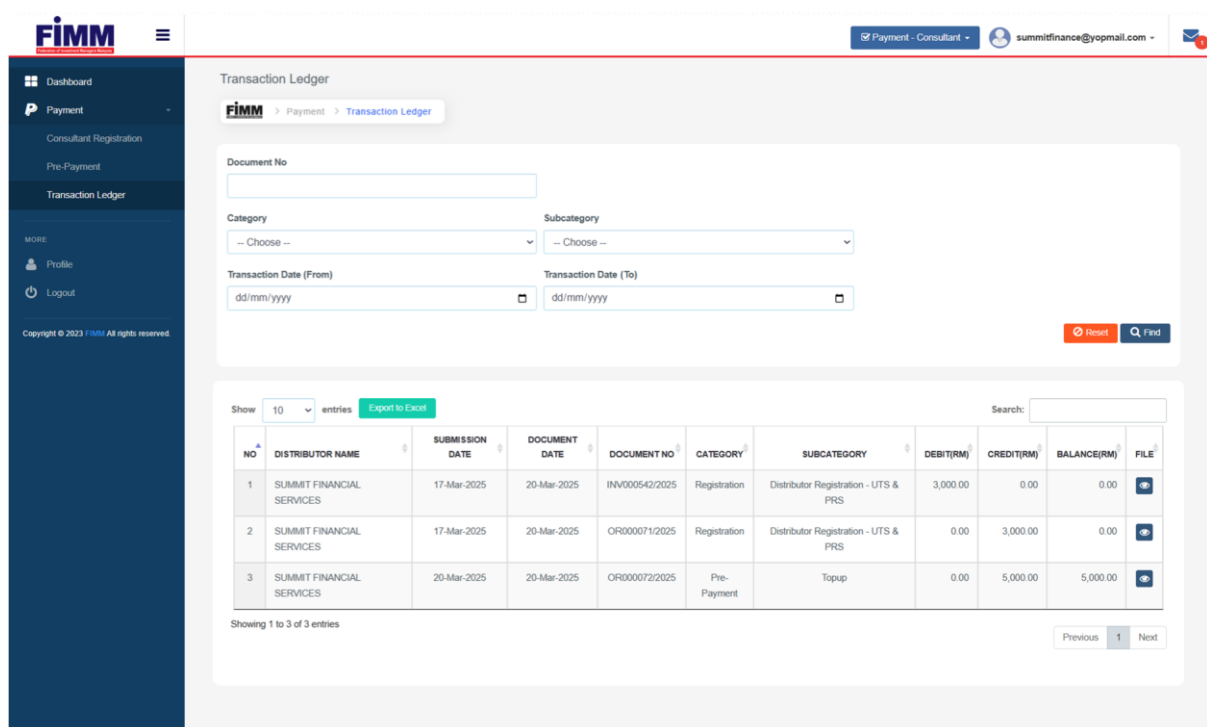 FiMM
Federation of Investment Managers Malaysia
Payment - Consultant
summitfinance@yopmail.com
1
Dashboard
Payment
Consultant Registration
Pre-Payment
Transaction Ledger
MORE
Profile
Logout
Copyright © 2023 FIMM All rights reserved.
Transaction Ledger
FiMM > Payment > Transaction Ledger
Document No
Category Subcategory
-- Choose -- -- Choose --
Transaction Date (From) Transaction Date (To)
dd/mm/yyyy dd/mm/yyyy
Reset Find
Show 10 entries Export to Excel Search:
SUBMISSION DOCUMENT
NO DISTRIBUTOR NAME DATE DATE DOCUMENT NO CATEGORY SUBCATEGORY DEBIT(RM) CREDIT(RM) BALANCE(RM) FILE
1 SUMMIT FINANCIAL 17-Mar-2025 20-Mar-2025 INV000542/2025 Registration Distributor Registration - UTS & 3,000.00 0.00 0.00
SERVICES PRS
2 SUMMIT FINANCIAL 17-Mar-2025 20-Mar-2025 OR000071/2025 Registration Distributor Registration - UTS & 0.00 3,000.00 0.00
SERVICES PRS
3 SUMMIT FINANCIAL 20-Mar-2025 20-Mar-2025 OR000072/2025 Pre- Topup 0.00 5,000.00 5,000.00
SERVICES Payment
Showing 1 to 3 of 3 entries
Previous 1 Next